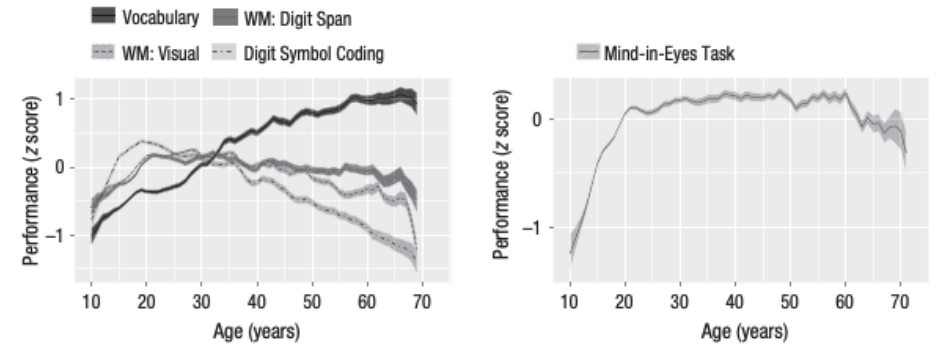 Vocabulary WM: Digit Span
WM: Visual Digit Symbol Coding
1
0
−1
Performance (z score)
10 20 30 40 50 60 70
Age (years)
Mind-in-Eyes Task
0
−1
Performance (z score)
10 20 30 40 50 60 70
Age (years)